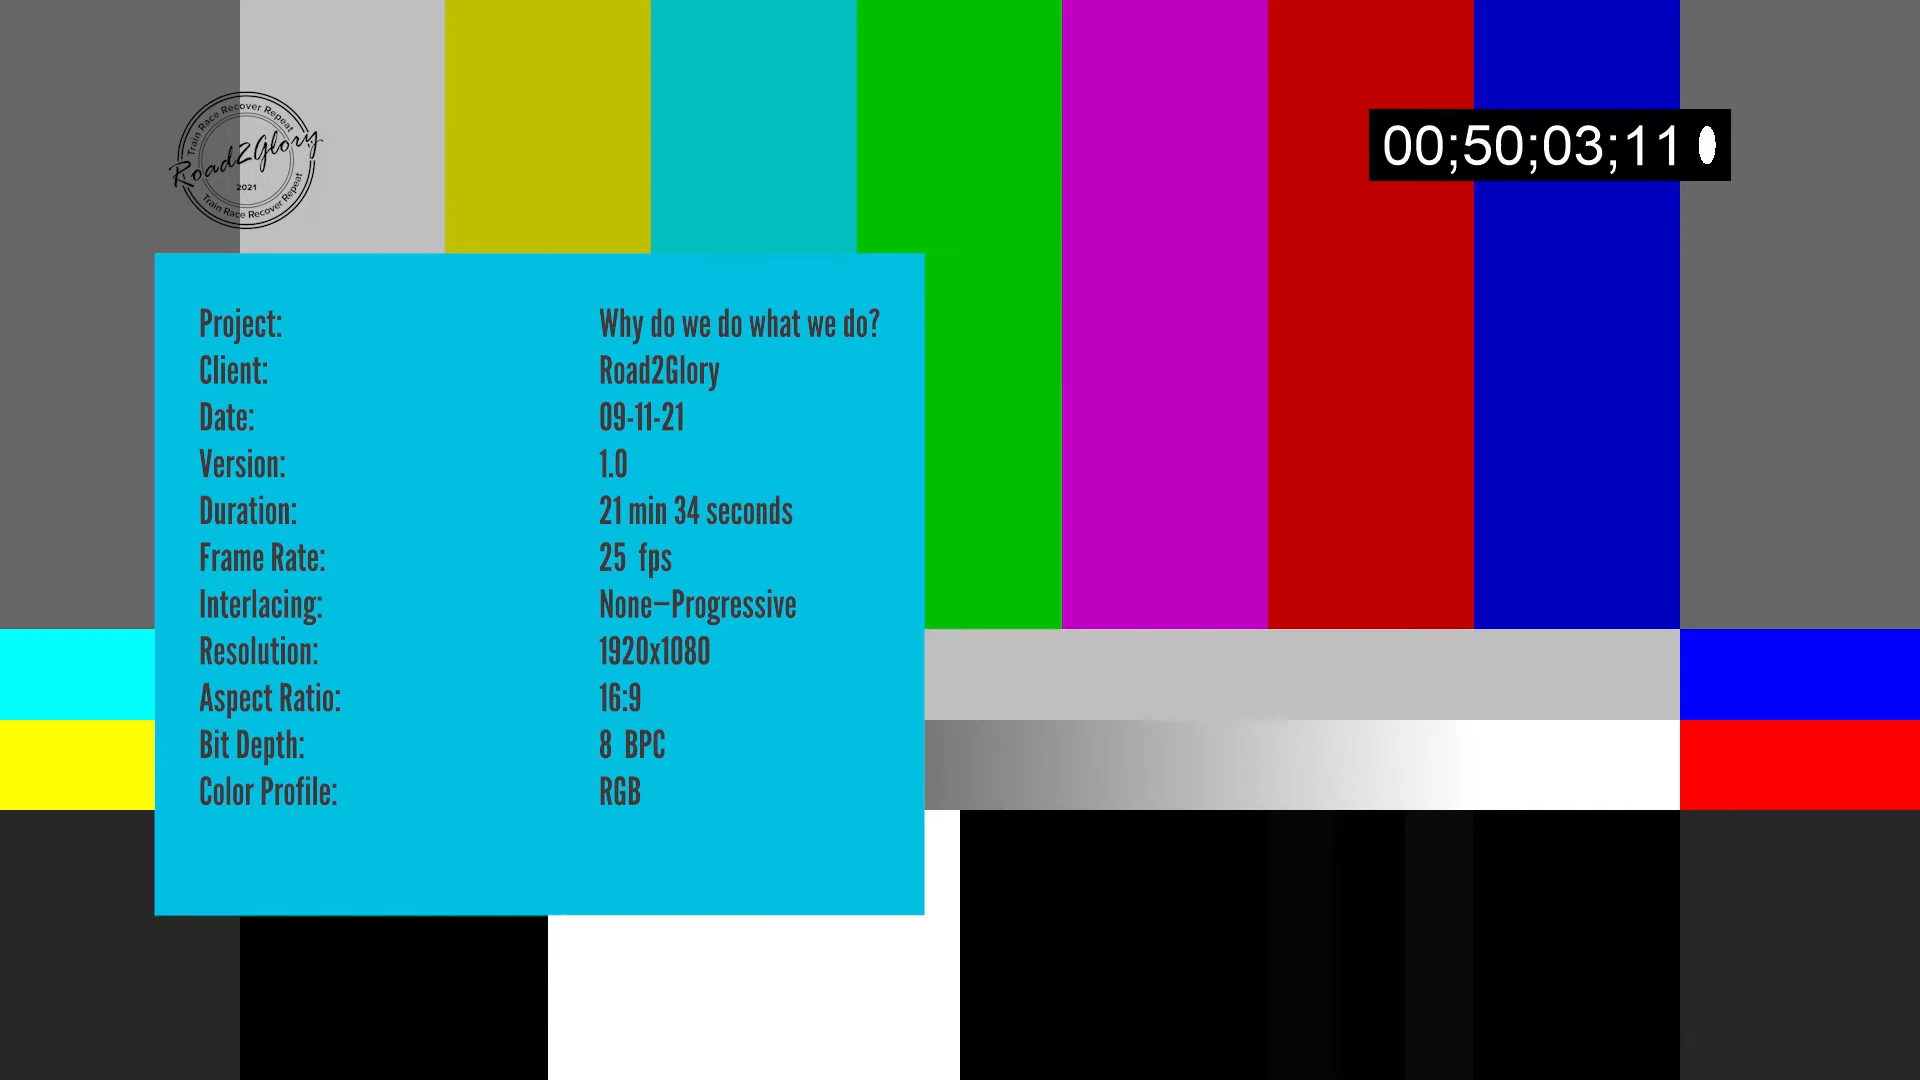 Train Race Recover Repeat
Road2Glory
2021
Train Race Recover Repeat
00;50;03;11
Project: Why do we do what we do?
Client: Road2Glory
Date: 09-11-21
Version: 1.0
Duration: 21 min 34 seconds
Frame Rate: 25 fps
Interlacing: None–Progressive
Resolution: 1920x1080
Aspect Ratio: 16:9
Bit Depth: 8 BPC
Color Profile: RGB